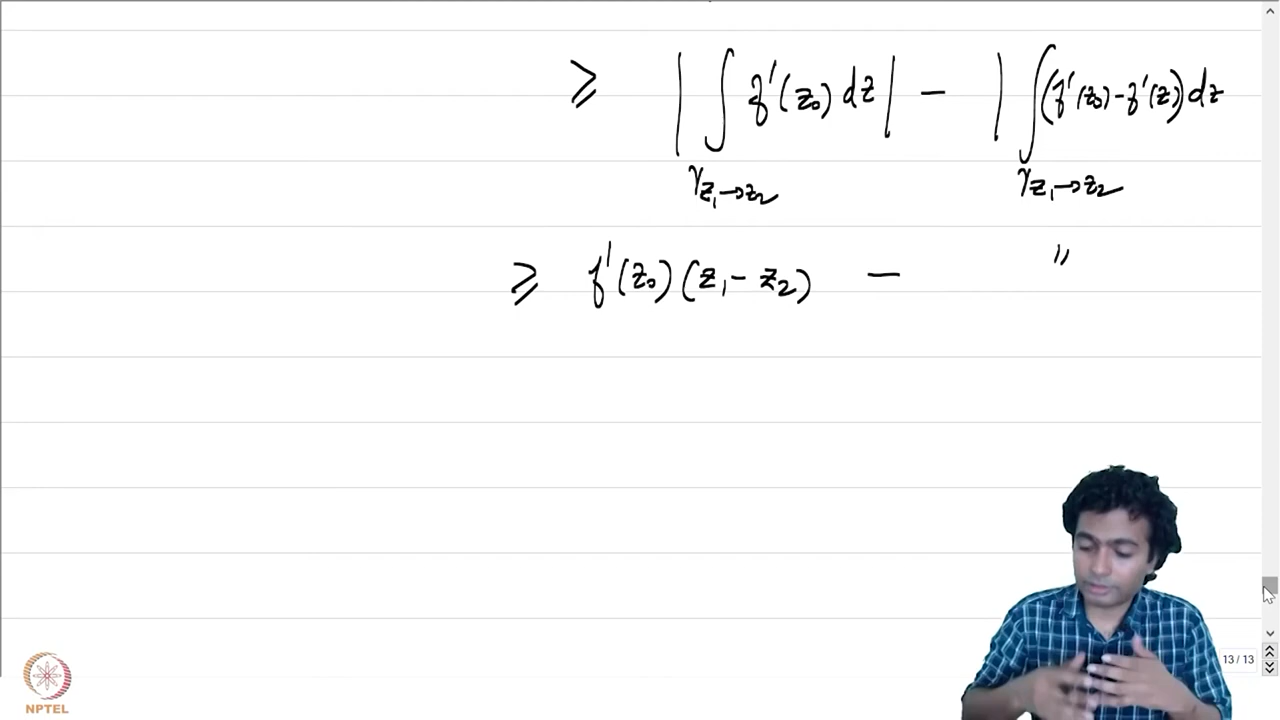 ≥ | ∫_{γ_{z₁→z₂}} f'(z₀) dz | − | ∫_{γ_{z₁→z₂}} (f'(z₀) − f'(z)) dz
≥ f'(z₀)(z₁ − z₂) − "
13 / 13
NPTEL